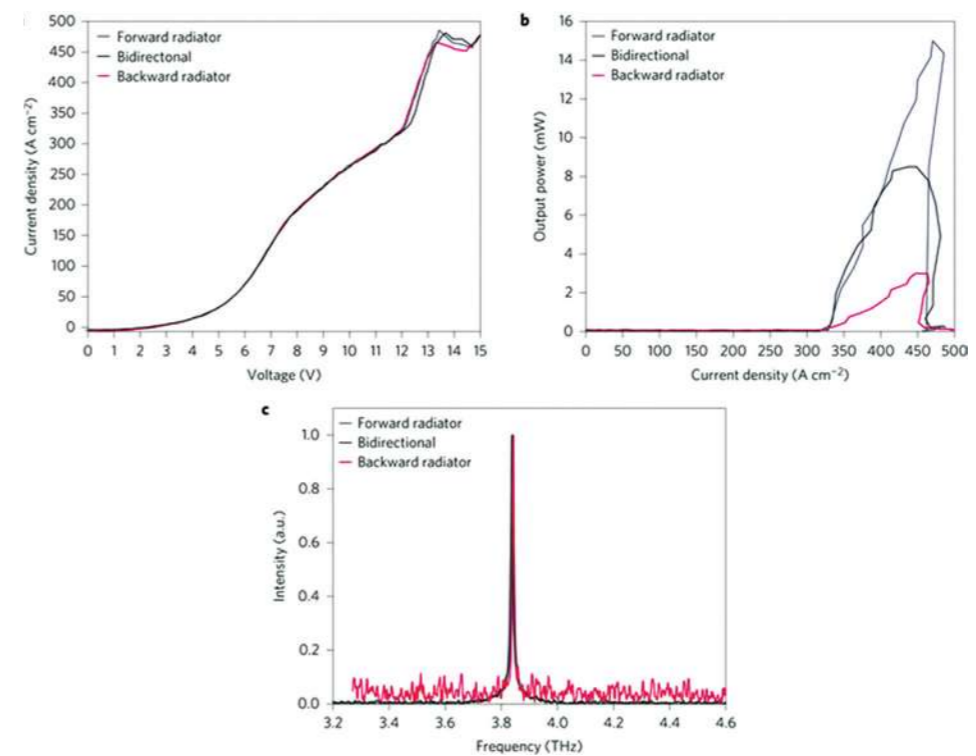 500
450
400
350
300
250
200
150
100
50
0
Current density (A cm⁻²)
Forward radiator
Bidirectonal
Backward radiator
0 1 2 3 4 5 6 7 8 9 10 11 12 13 14 15
Voltage (V)
b
16
14
12
10
8
6
4
2
0
Output power (mW)
Forward radiator
Bidirectional
Backward radiator
0 50 100 150 200 250 300 350 400 450 500
Current density (A cm⁻²)
c
1.0
0.8
0.6
0.4
0.2
0.0
Intensity (a.u.)
Forward radiator
Bidirectional
Backward radiator
3.2 3.4 3.6 3.8 4.0 4.2 4.4 4.6
Frequency (THz)